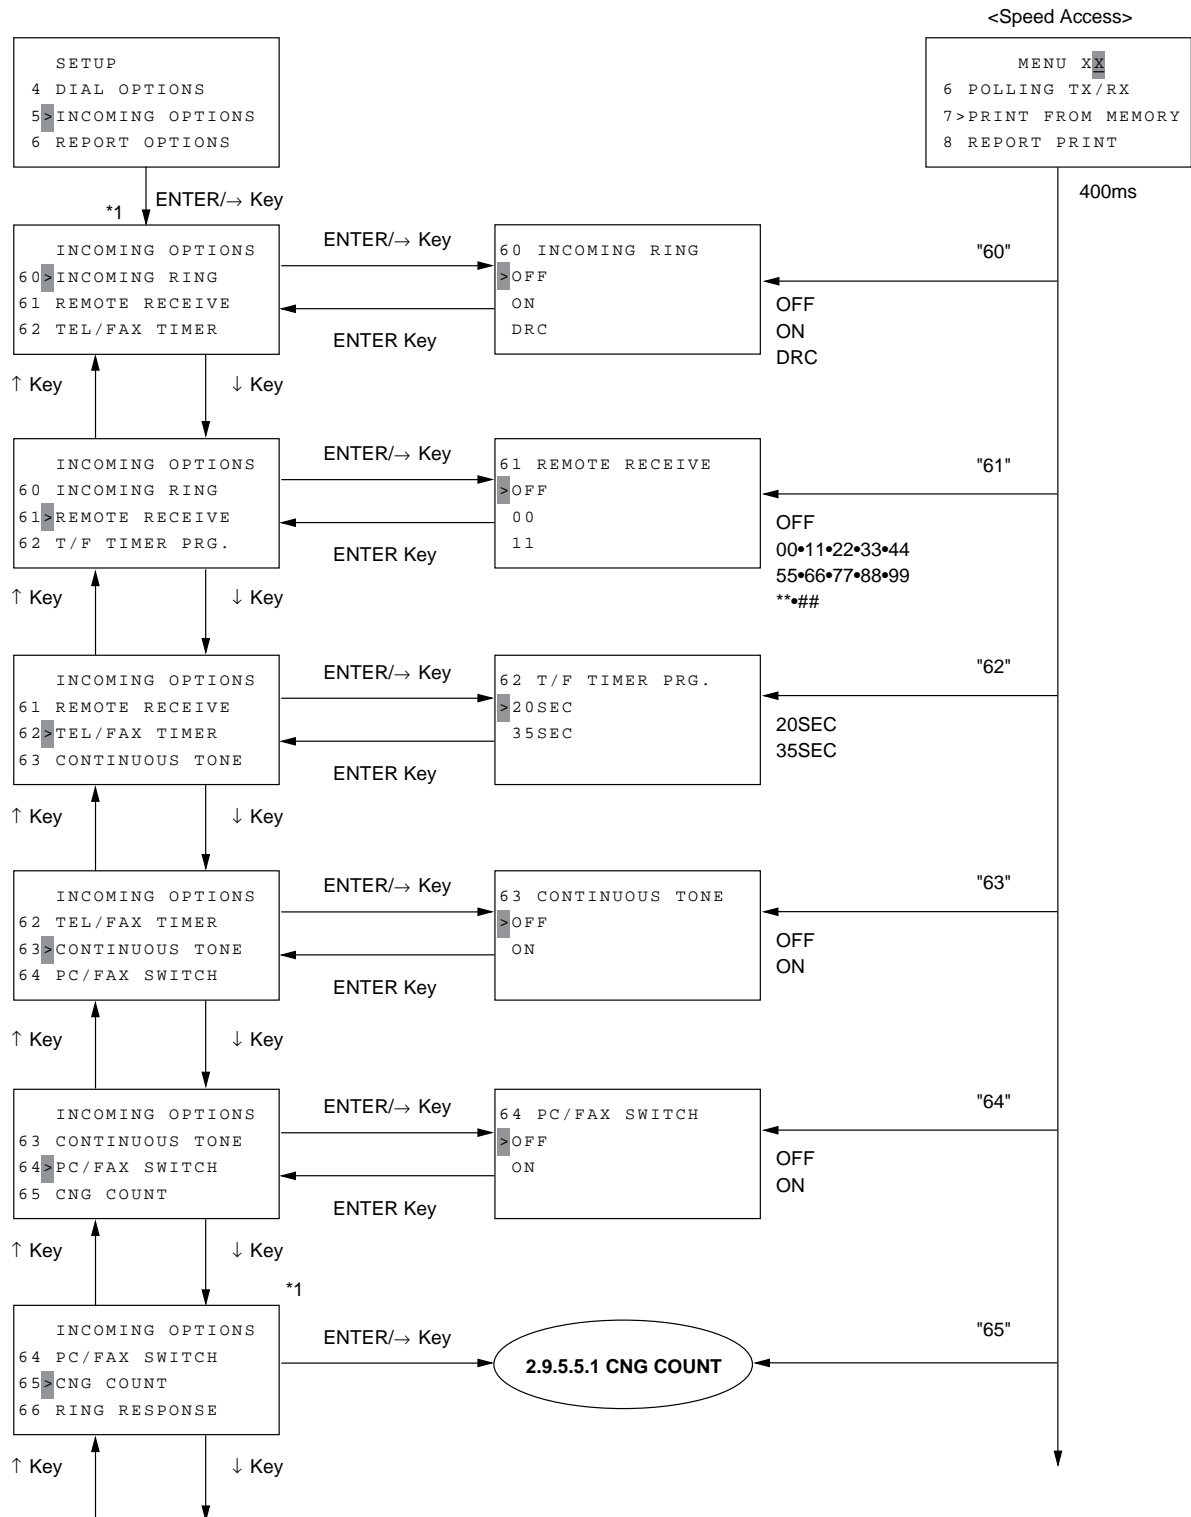 <Speed Access>
SETUP
4 DIAL OPTIONS
5>INCOMING OPTIONS
6 REPORT OPTIONS
MENU XX
6 POLLING TX/RX
7>PRINT FROM MEMORY
8 REPORT PRINT
ENTER/→ Key
400ms
*1
INCOMING OPTIONS
60>INCOMING RING
61 REMOTE RECEIVE
62 TEL/FAX TIMER
ENTER/→ Key
ENTER Key
60 INCOMING RING
>OFF
ON
DRC
"60"
OFF
ON
DRC
↑ Key
↓ Key
INCOMING OPTIONS
60 INCOMING RING
61>REMOTE RECEIVE
62 T/F TIMER PRG.
ENTER/→ Key
ENTER Key
61 REMOTE RECEIVE
>OFF
00
11
"61"
OFF
00•11•22•33•44
55•66•77•88•99
**•##
↑ Key
↓ Key
INCOMING OPTIONS
61 REMOTE RECEIVE
62>TEL/FAX TIMER
63 CONTINUOUS TONE
ENTER/→ Key
ENTER Key
62 T/F TIMER PRG.
>20SEC
35SEC
"62"
20SEC
35SEC
↑ Key
↓ Key
INCOMING OPTIONS
62 TEL/FAX TIMER
63>CONTINUOUS TONE
64 PC/FAX SWITCH
ENTER/→ Key
ENTER Key
63 CONTINUOUS TONE
>OFF
ON
"63"
OFF
ON
↑ Key
↓ Key
INCOMING OPTIONS
63 CONTINUOUS TONE
64>PC/FAX SWITCH
65 CNG COUNT
ENTER/→ Key
ENTER Key
64 PC/FAX SWITCH
>OFF
ON
"64"
OFF
ON
↑ Key
↓ Key
*1
INCOMING OPTIONS
64 PC/FAX SWITCH
65>CNG COUNT
66 RING RESPONSE
ENTER/→ Key
2.9.5.5.1 CNG COUNT
"65"
↑ Key
↓ Key